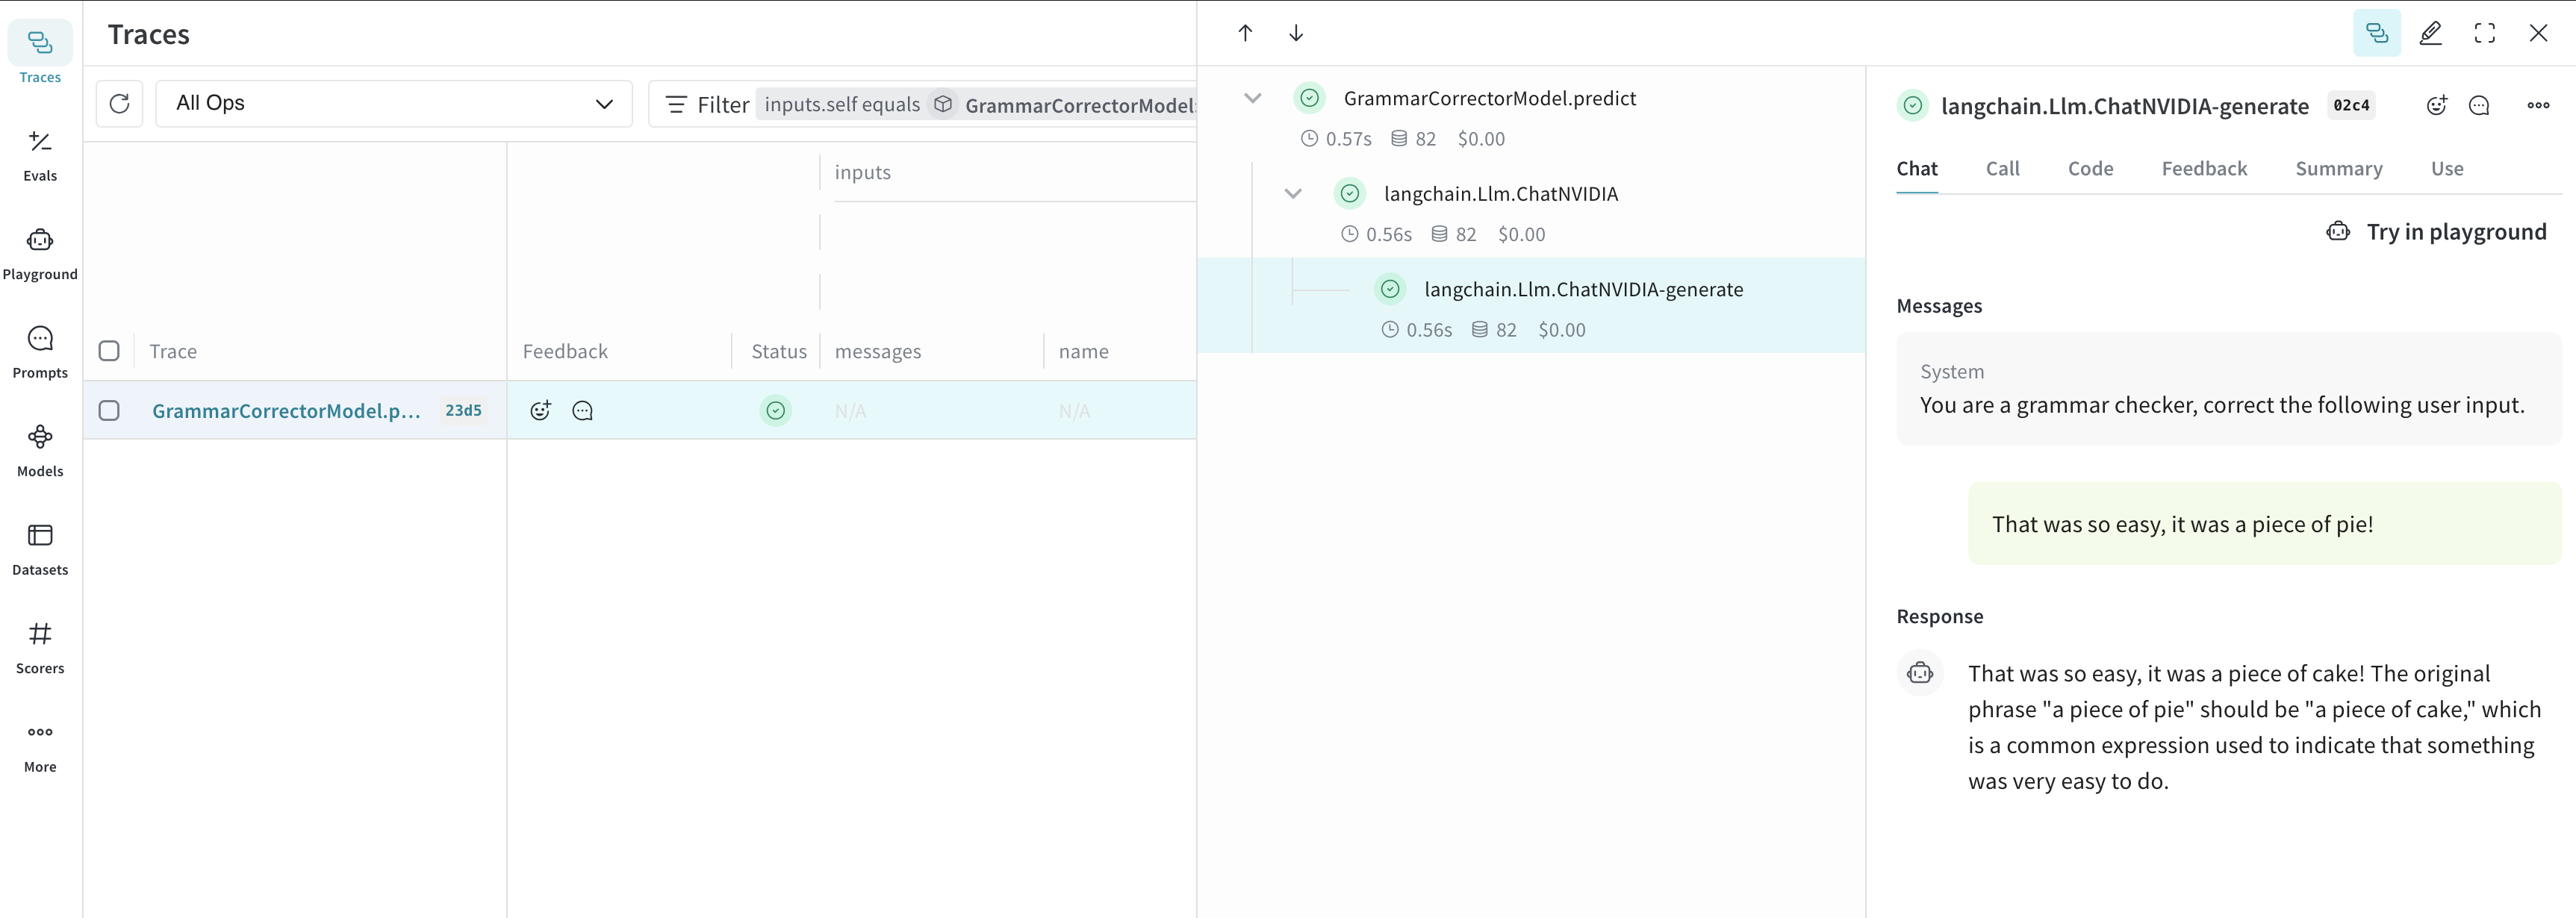 Traces
Evals
Playground
Prompts
Models
Datasets
Scorers
More
Traces
All Ops
Filter inputs.self equals GrammarCorrectorModel:
inputs
Trace Feedback Status messages name
GrammarCorrectorModel.p... 23d5 N/A N/A
GrammarCorrectorModel.predict
0.57s 82 $0.00
langchain.Llm.ChatNVIDIA
0.56s 82 $0.00
langchain.Llm.ChatNVIDIA-generate
0.56s 82 $0.00
langchain.Llm.ChatNVIDIA-generate 02c4
Chat Call Code Feedback Summary Use
Try in playground
Messages
System
You are a grammar checker, correct the following user input.
That was so easy, it was a piece of pie!
Response
That was so easy, it was a piece of cake! The original
phrase "a piece of pie" should be "a piece of cake," which
is a common expression used to indicate that something
was very easy to do.